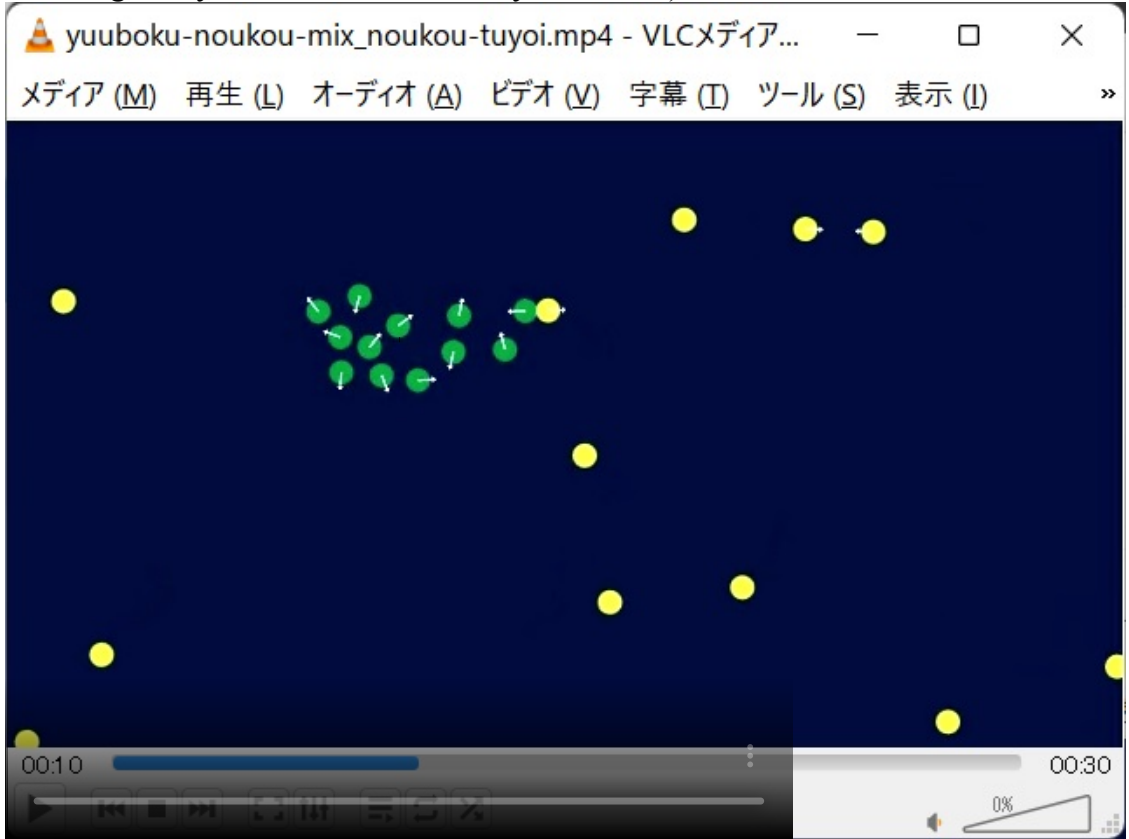 yuuboku-noukou-mix_noukou-tuyoi.mp4 - VLCメディア...
メディア (M) 再生 (L) オーディオ (A) ビデオ (V) 字幕 (T) ツール (S) 表示 (I) »
00:10
00:30
0%